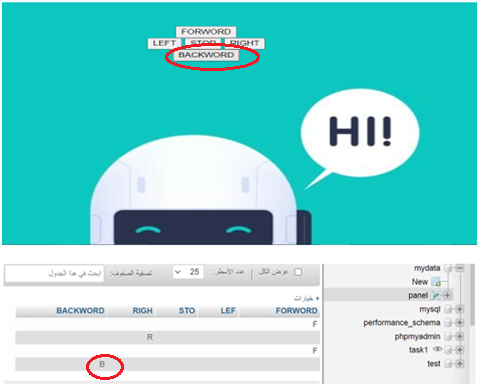 FORWORD
LEFT STOP RIGHT
BACKWORD
HI!
عرض الكل | عدد الأسطر: 25 تصفية الصفوف: ابحث في هذا الجدول
+ خيارات
BACKWORD RIGH STO LEF FORWORD
F
R
F
B
mydata
New
panel
mysql
performance_schema
phpmyadmin
task1
test